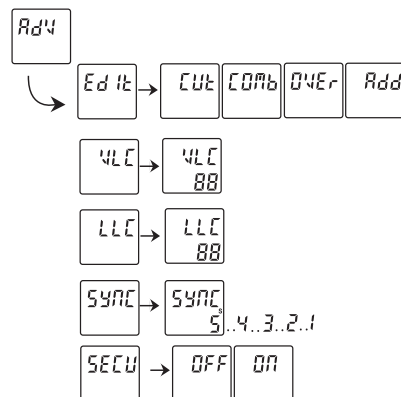 Adv
Edit CUt COMb OVEr Add
VLC VLC
88
LLC LLC
88
SYNC SYNC
5s..4..3..2..1
SECU OFF ON